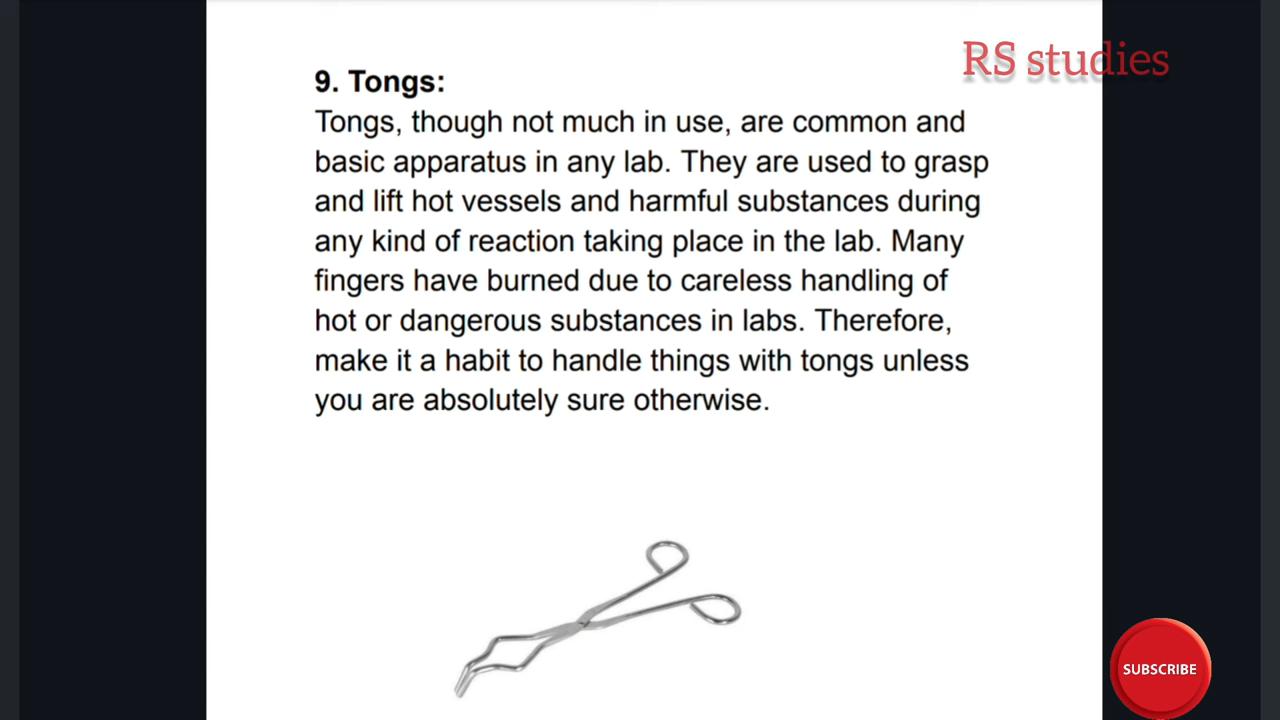 RS studies
9. Tongs:
Tongs, though not much in use, are common and
basic apparatus in any lab. They are used to grasp
and lift hot vessels and harmful substances during
any kind of reaction taking place in the lab. Many
fingers have burned due to careless handling of
hot or dangerous substances in labs. Therefore,
make it a habit to handle things with tongs unless
you are absolutely sure otherwise.
SUBSCRIBE